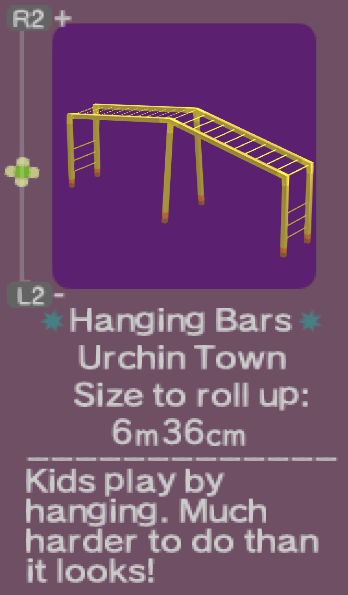 R2 +
L2 -
Hanging Bars
Urchin Town
Size to roll up:
6m36cm
Kids play by
hanging. Much
harder to do than
it looks!